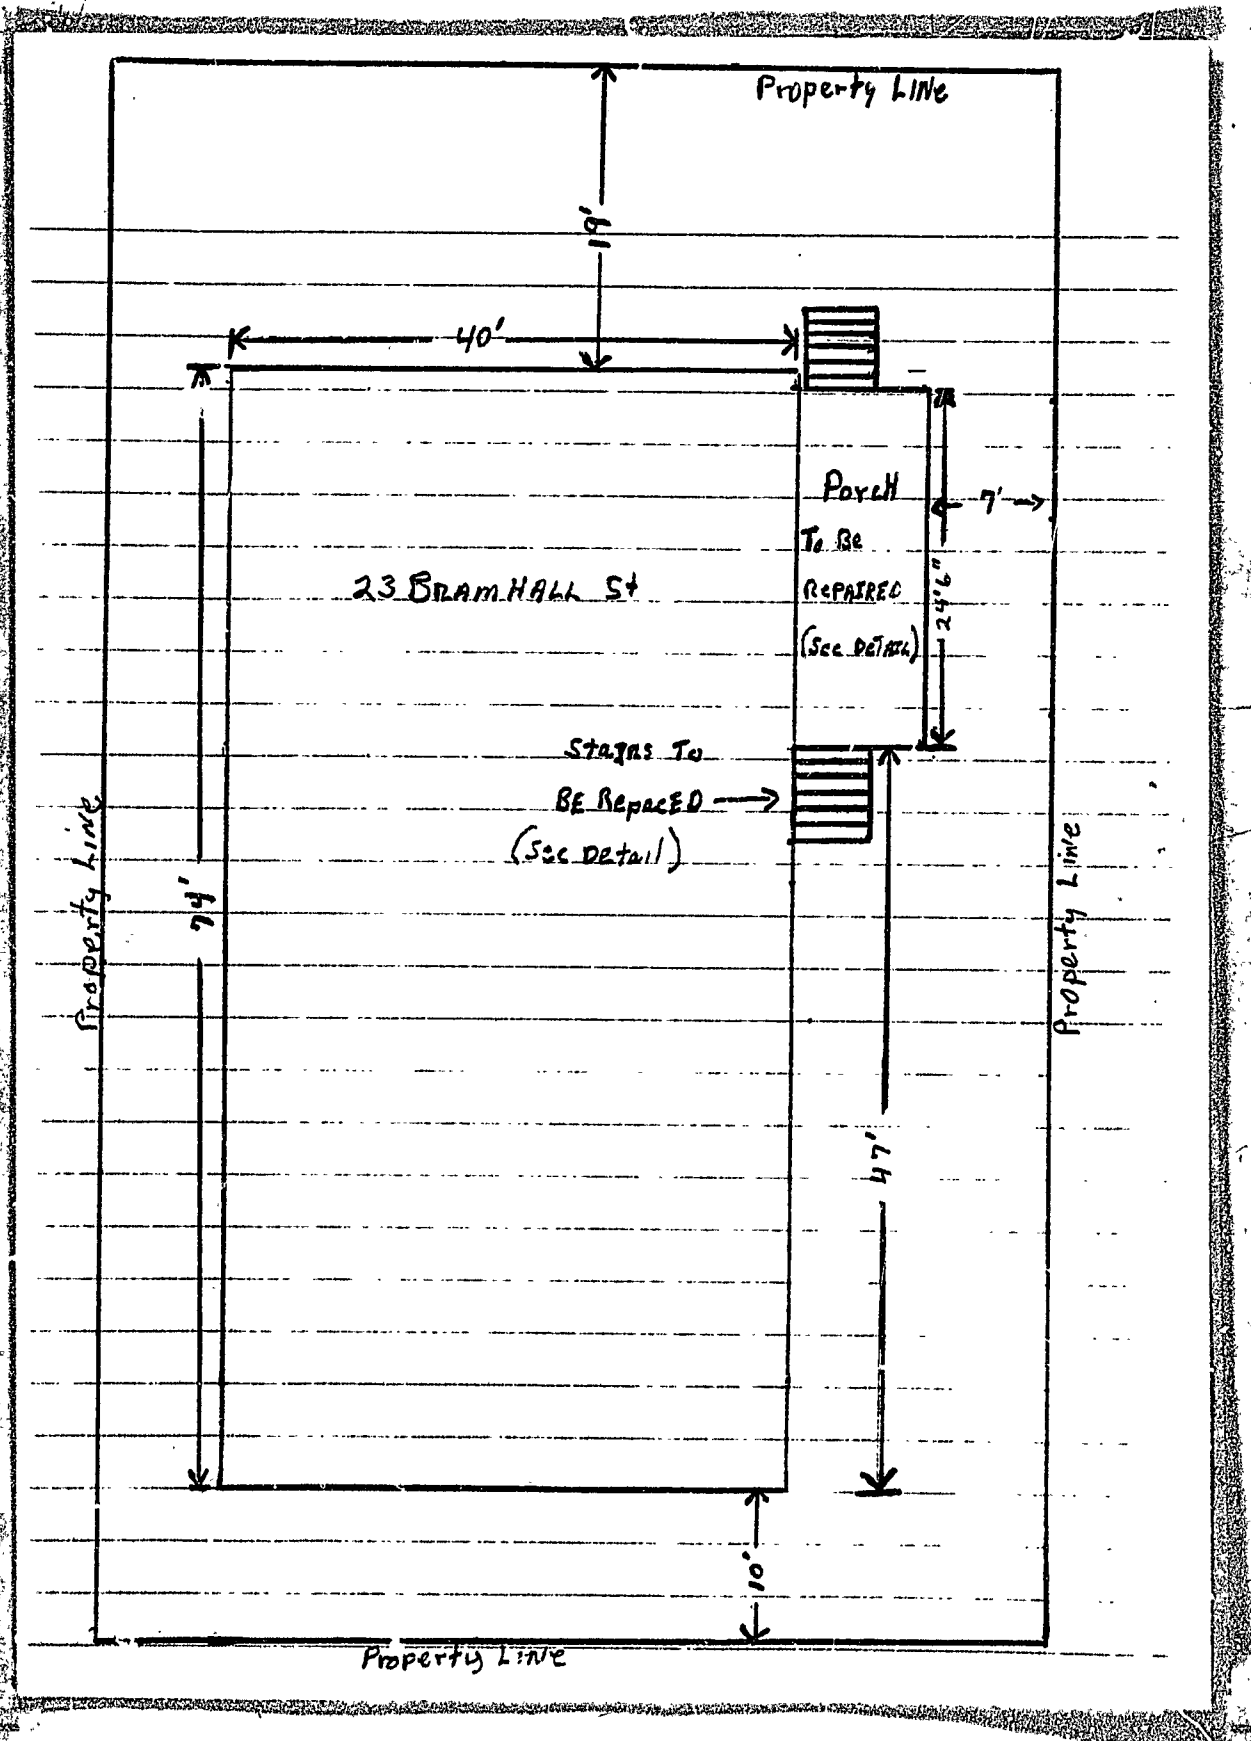 Property LINE
19'
40'
Porch
7'
To Be
23 BRAMHALL St
REPAIRED
24'6"
(See DETAIL)
Stairs To
BE RepaceD
(See Detail)
Property Line
Property Line
74'
47'
10'
Property LINE